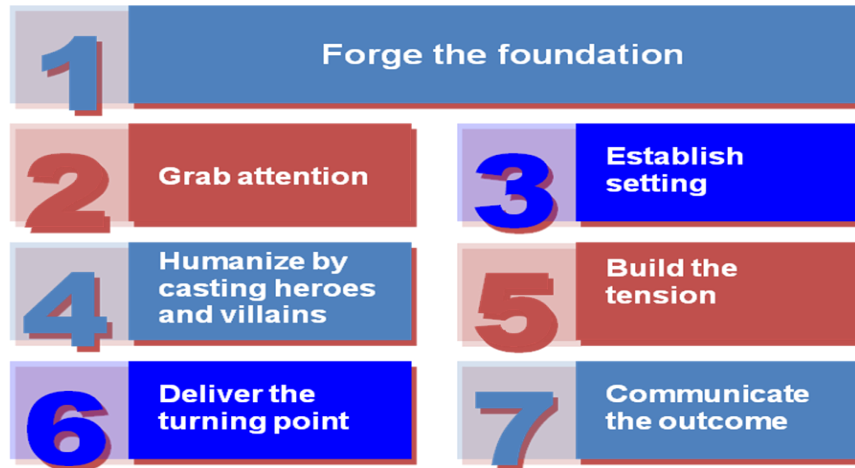 1
Forge the foundation
2
Grab attention
3
Establish
setting
4
Humanize by
casting heroes
and villains
5
Build the
tension
6
Deliver the
turning point
7
Communicate
the outcome